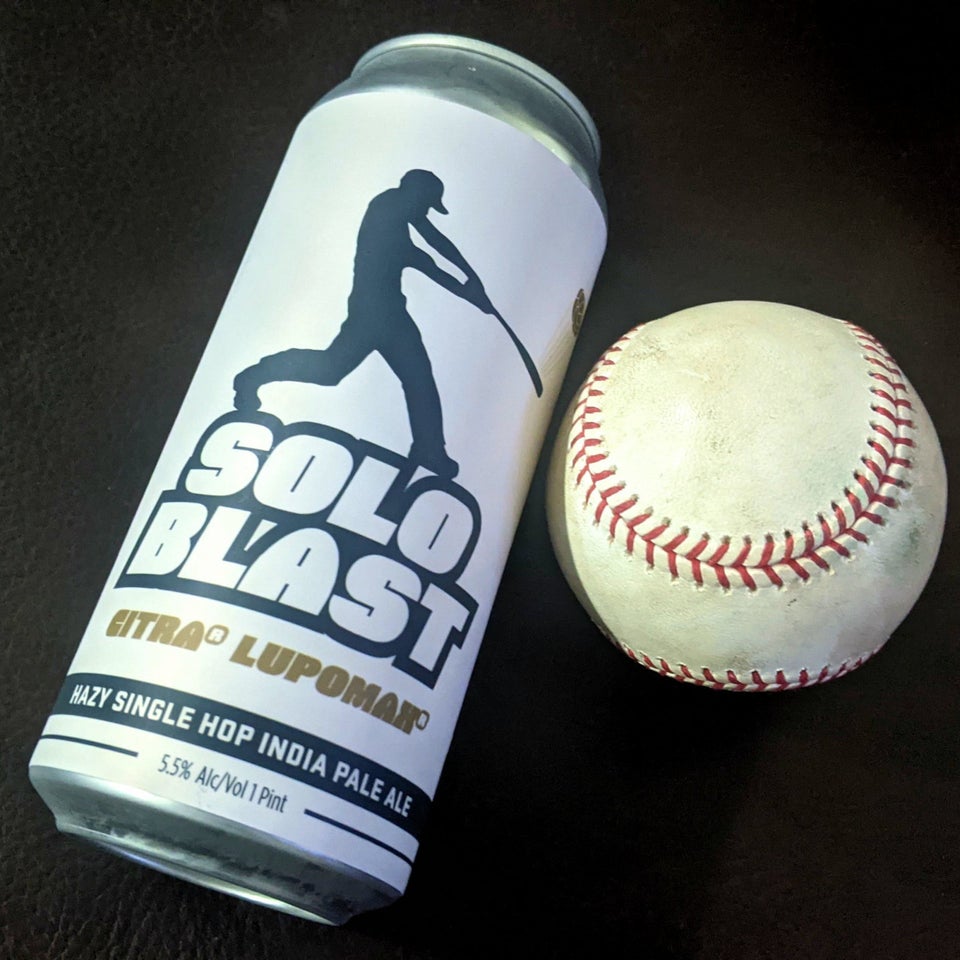 SOLO
BLAST
CITRA® LUPOMAX®
HAZY SINGLE HOP INDIA PALE ALE
5.5% Alc/Vol 1 Pint